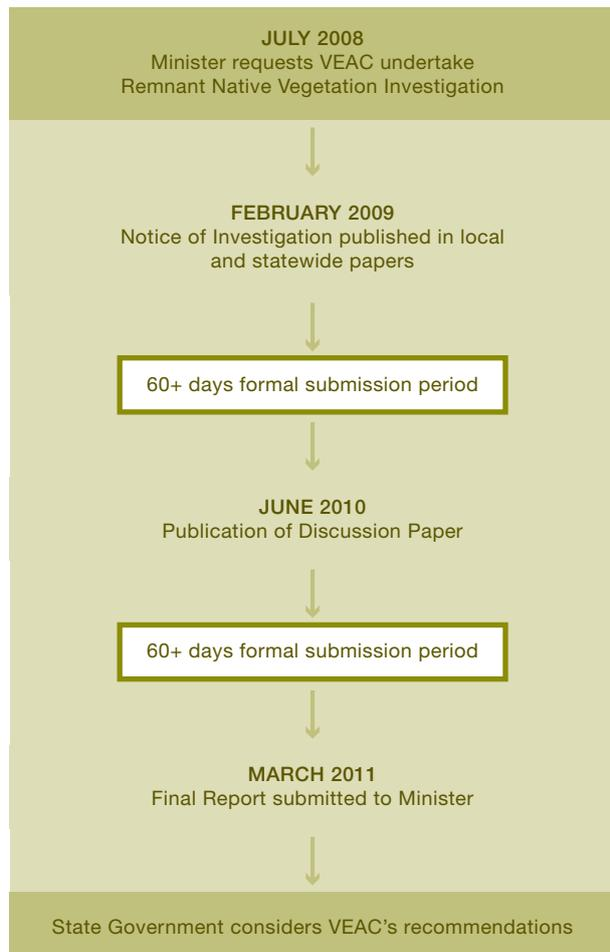 JULY 2008
Minister requests VEAC undertake
Remnant Native Vegetation Investigation
FEBRUARY 2009
Notice of Investigation published in local
and statewide papers
60+ days formal submission period
JUNE 2010
Publication of Discussion Paper
60+ days formal submission period
MARCH 2011
Final Report submitted to Minister
State Government considers VEAC's recommendations